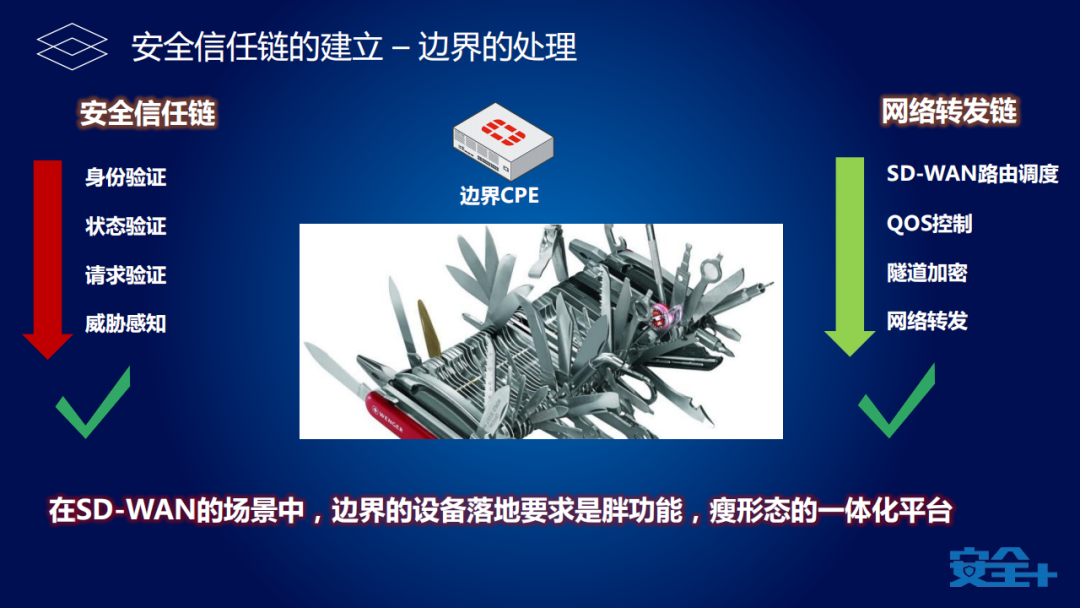 安全信任链的建立 – 边界的处理
安全信任链
身份验证
状态验证
请求验证
威胁感知
边界CPE
WENGER
网络转发链
SD-WAN路由调度
QOS控制
隧道加密
网络转发
在SD-WAN的场景中，边界的设备落地要求是胖功能，瘦形态的一体化平台
安全+